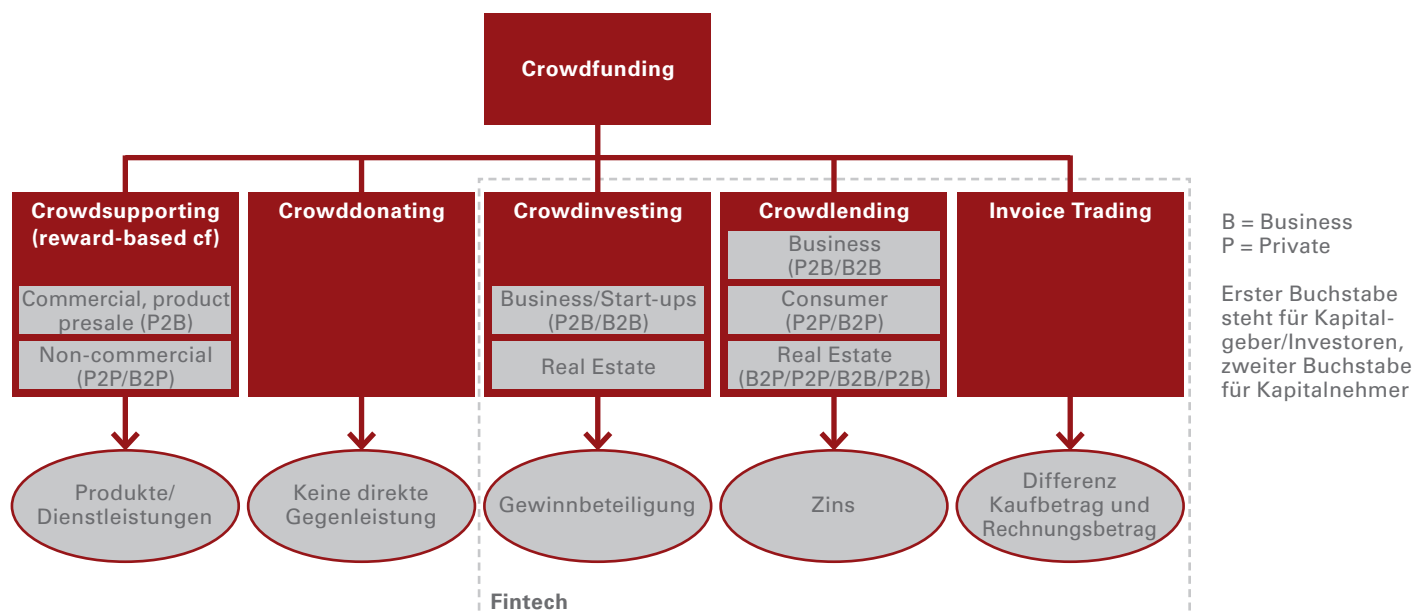 Crowdfunding
Crowdsupporting
(reward-based cf)
Commercial, product
presale (P2B)
Non-commercial
(P2P/B2P)
Crowddonating
Crowdinvesting
Business/Start-ups
(P2B/B2B)
Real Estate
Crowdlending
Business
(P2B/B2B
Consumer
(P2P/B2P)
Real Estate
(B2P/P2P/B2B/P2B)
Invoice Trading
B = Business
P = Private
Erster Buchstabe
steht für Kapital-
geber/Investoren,
zweiter Buchstabe
für Kapitalnehmer
Produkte/
Dienstleistungen
Keine direkte
Gegenleistung
Gewinnbeteiligung
Zins
Differenz
Kaufbetrag und
Rechnungsbetrag
Fintech